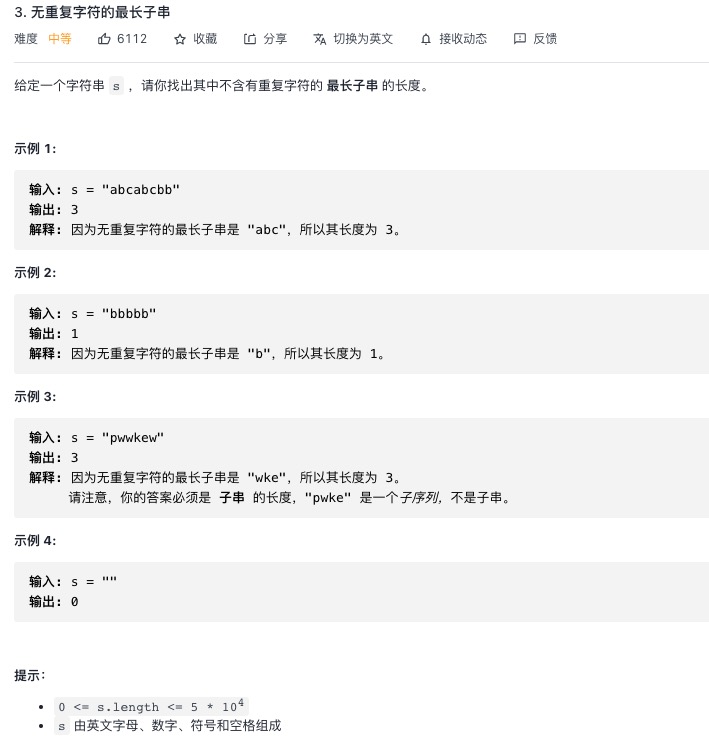 3. 无重复字符的最长子串
难度 中等 6112 收藏 分享 切换为英文 接收动态 反馈
给定一个字符串 s ，请你找出其中不含有重复字符的 最长子串 的长度。
示例 1:
输入: s = "abcabcbb"
输出: 3
解释: 因为无重复字符的最长子串是 "abc"，所以其长度为 3。
示例 2:
输入: s = "bbbbb"
输出: 1
解释: 因为无重复字符的最长子串是 "b"，所以其长度为 1。
示例 3:
输入: s = "pwwkew"
输出: 3
解释: 因为无重复字符的最长子串是 "wke"，所以其长度为 3。
请注意，你的答案必须是 子串 的长度，"pwke" 是一个子序列，不是子串。
示例 4:
输入: s = ""
输出: 0
提示：
• 0 <= s.length <= 5 * 10⁴
• s 由英文字母、数字、符号和空格组成